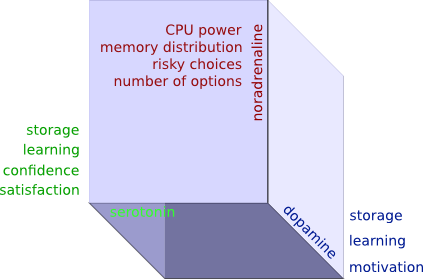 CPU power
memory distribution
risky choices
number of options
noradrenaline
storage
learning
confidence
satisfaction
serotonin
dopamine
storage
learning
motivation